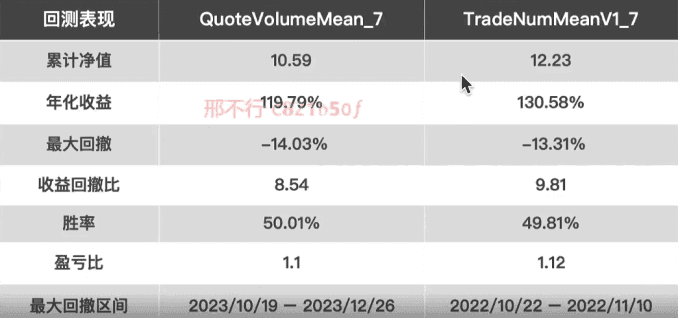 回测表现 QuoteVolumeMean_7 TradeNumMeanV1_7
累计净值 10.59 12.23
年化收益 119.79% 130.58%
邢不行
最大回撤 -14.03% -13.31%
收益回撤比 8.54 9.81
胜率 50.01% 49.81%
盈亏比 1.1 1.12
最大回撤区间 2023/10/19 — 2023/12/26 2022/10/22 — 2022/11/10